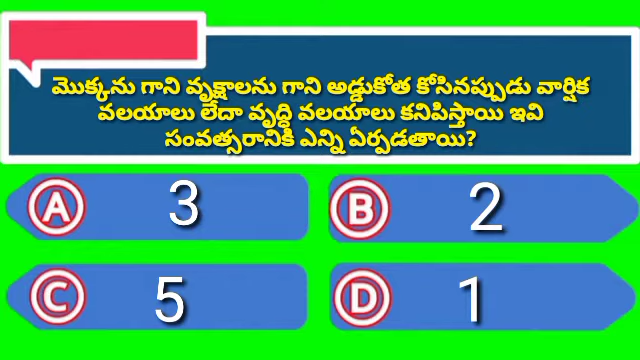 మొక్కను గాని వృక్షాలను గాని అడ్డుకోత కోసినప్పుడు వార్షిక
వలయాలు లేదా వృద్ధి వలయాలు కనిపిస్తాయి ఇవి
సంవత్సరానికి ఎన్ని ఏర్పడతాయి?
A 3
B 2
C 5
D 1